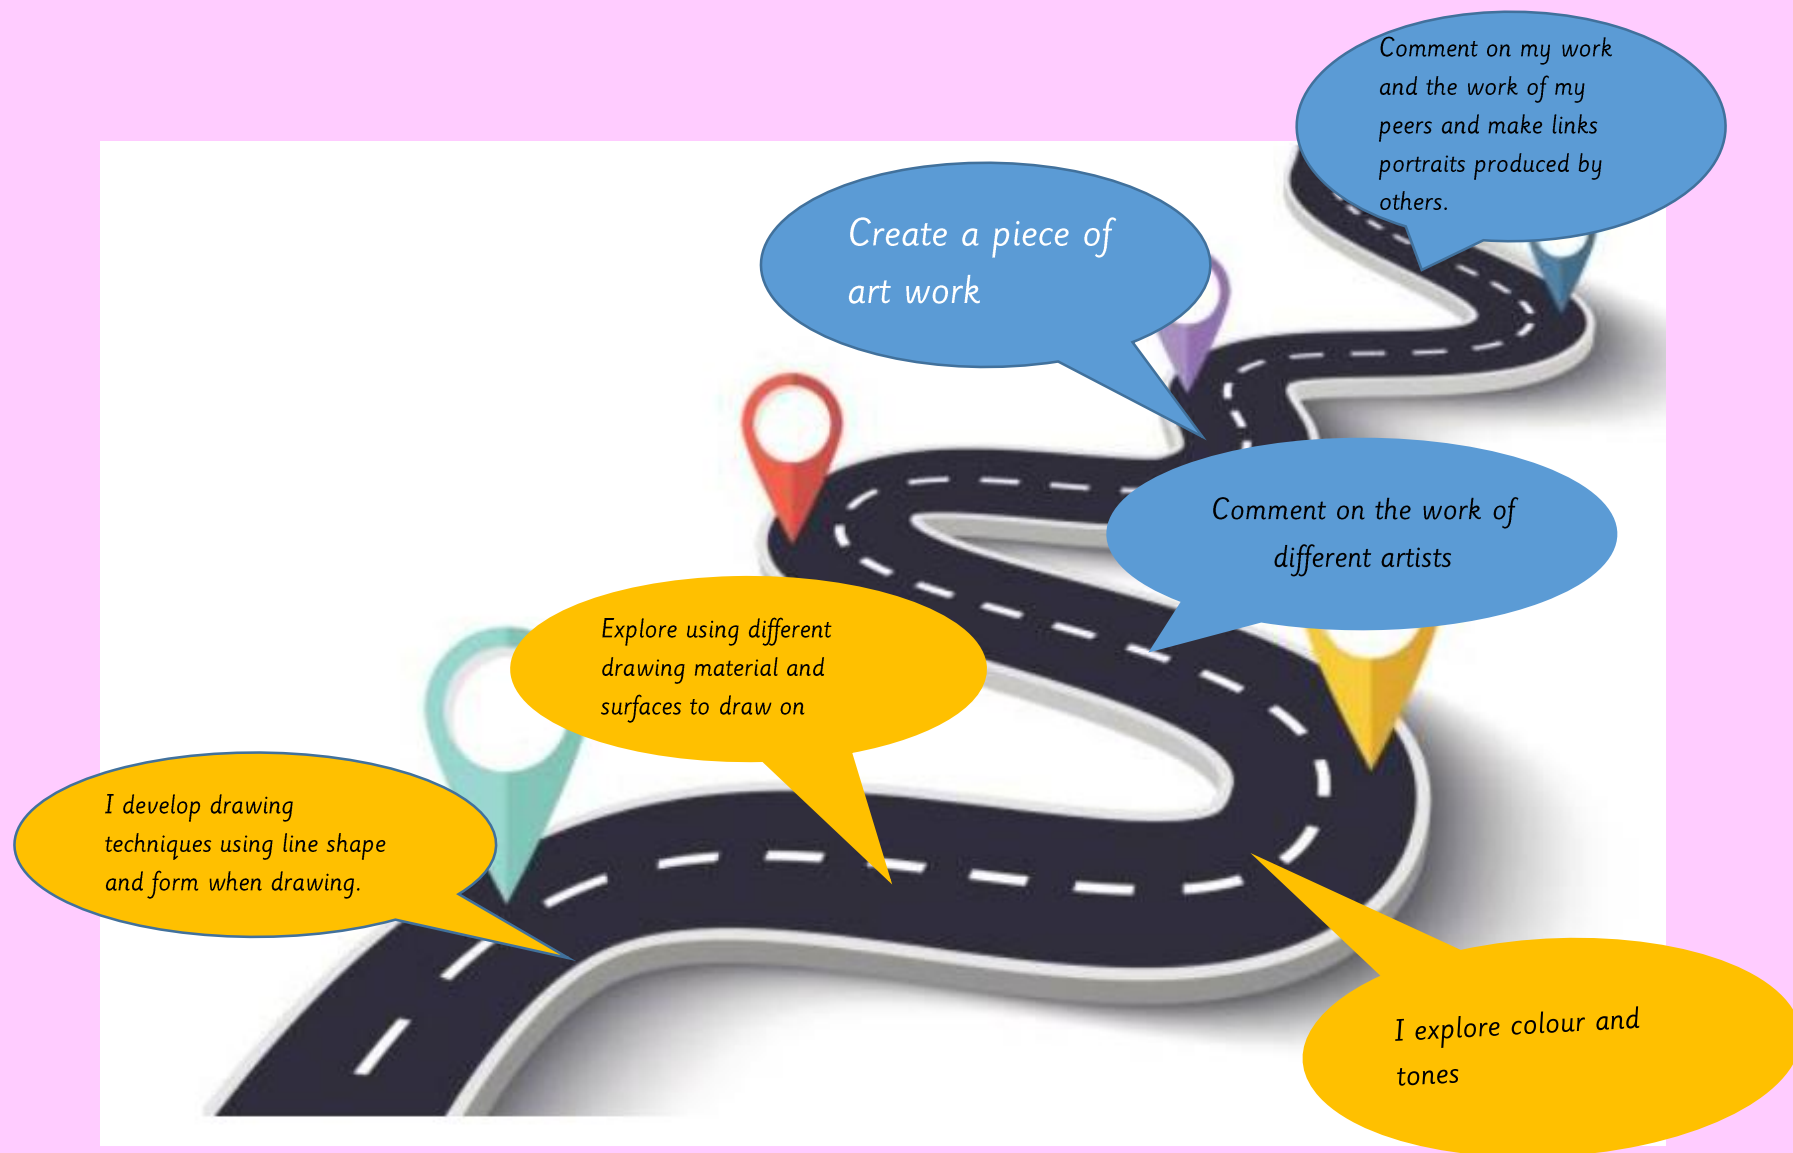 Comment on my work
and the work of my
peers and make links
portraits produced by
others.
Create a piece of
art work
Comment on the work of
different artists
Explore using different
drawing material and
surfaces to draw on
I develop drawing
techniques using line shape
and form when drawing.
I explore colour and
tones